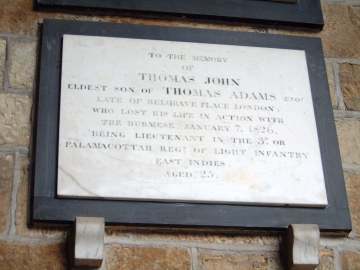 TO THE MEMORY
OF
THOMAS JOHN
ELDEST SON OF THOMAS ADAMS ESQR
LATE OF BELGRAVE PLACE LONDON,
WHO LOST HIS LIFE IN ACTION WITH
THE BURMESE JANUARY 7, 1826,
BEING LIEUTENANT IN THE 3D OR
PALAMACOTTAH REGT OF LIGHT INFANTRY
EAST INDIES
AGED 25.